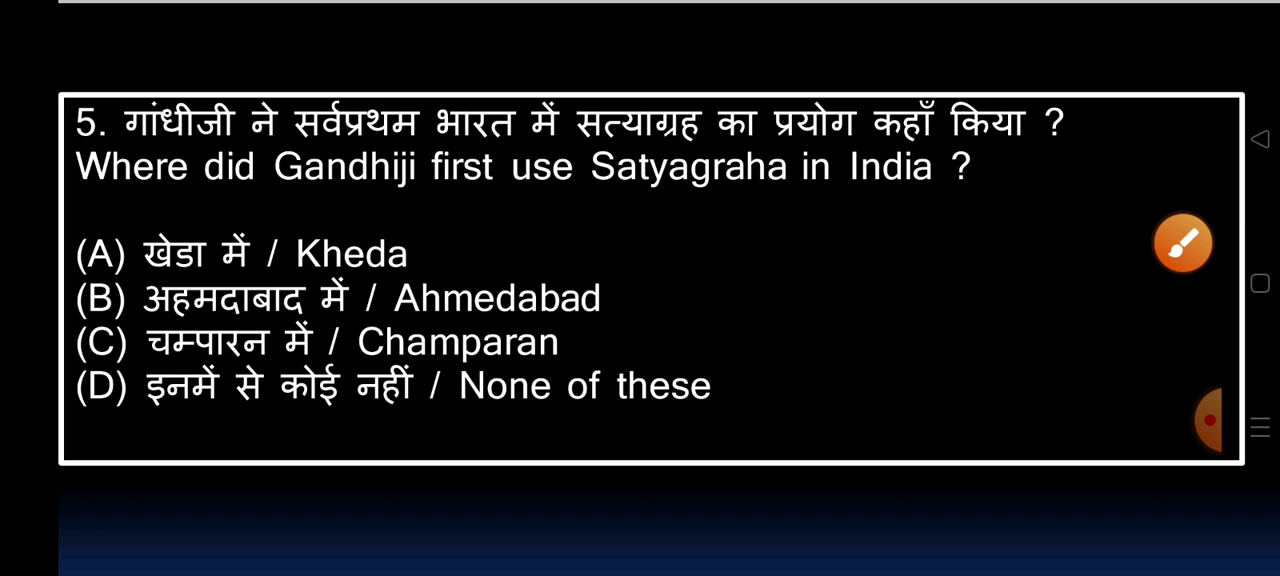 5. गांधीजी ने सर्वप्रथम भारत में सत्याग्रह का प्रयोग कहाँ किया ?
Where did Gandhiji first use Satyagraha in India ?
(A) खेडा में / Kheda
(B) अहमदाबाद में / Ahmedabad
(C) चम्पारन में / Champaran
(D) इनमें से कोई नहीं / None of these